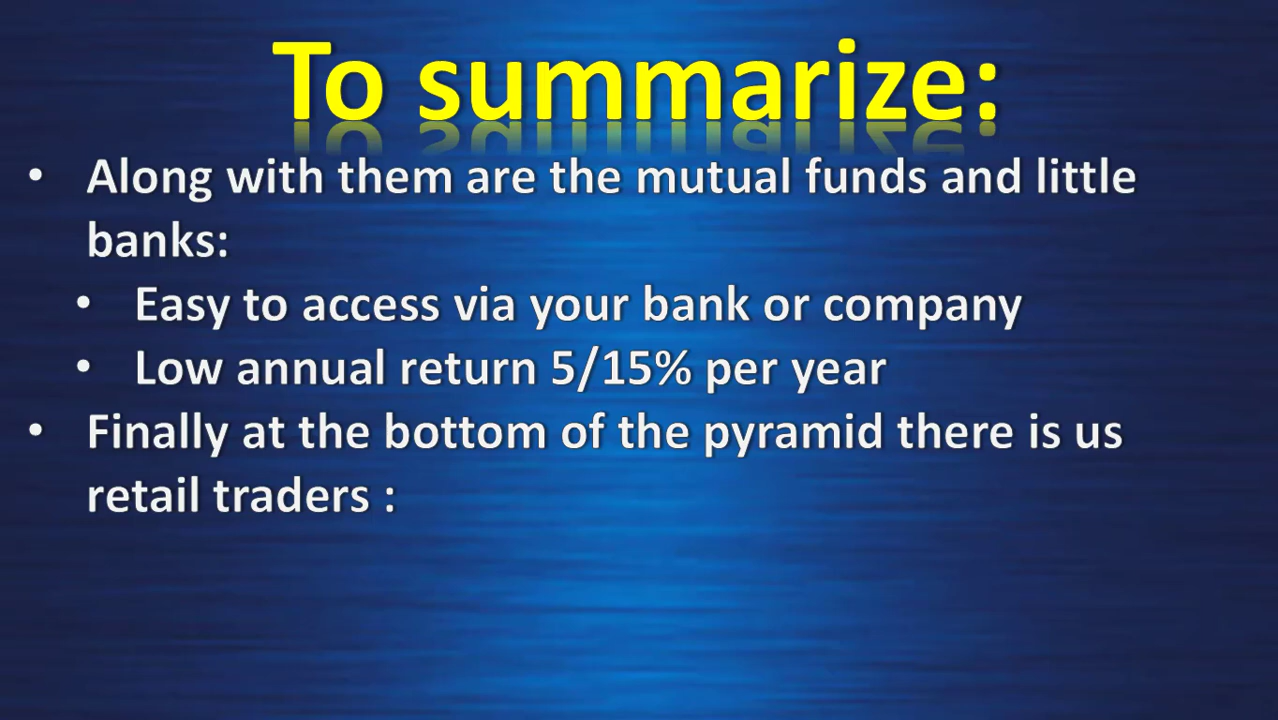 To summarize:
• Along with them are the mutual funds and little
banks:
• Easy to access via your bank or company
• Low annual return 5/15% per year
• Finally at the bottom of the pyramid there is us
retail traders :